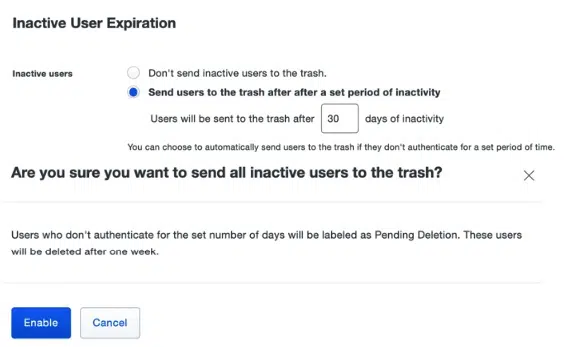 Inactive User Expiration
Inactive users
Don't send inactive users to the trash.
Send users to the trash after after a set period of inactivity
Users will be sent to the trash after 30 days of inactivity
You can choose to automatically send users to the trash if they don't authenticate for a set period of time.
Are you sure you want to send all inactive users to the trash?
Users who don't authenticate for the set number of days will be labeled as Pending Deletion. These users
will be deleted after one week.
Enable
Cancel